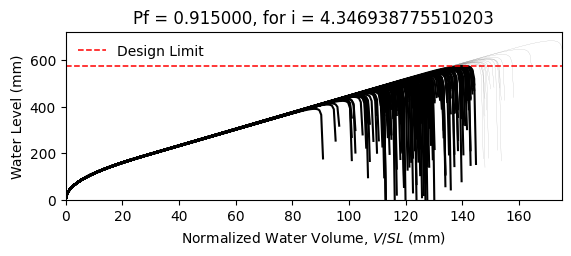 Pf = 0.915000, for i = 4.346938775510203
Design Limit
Water Level (mm)
600
400
200
0
0 20 40 60 80 100 120 140 160
Normalized Water Volume, V/SL (mm)